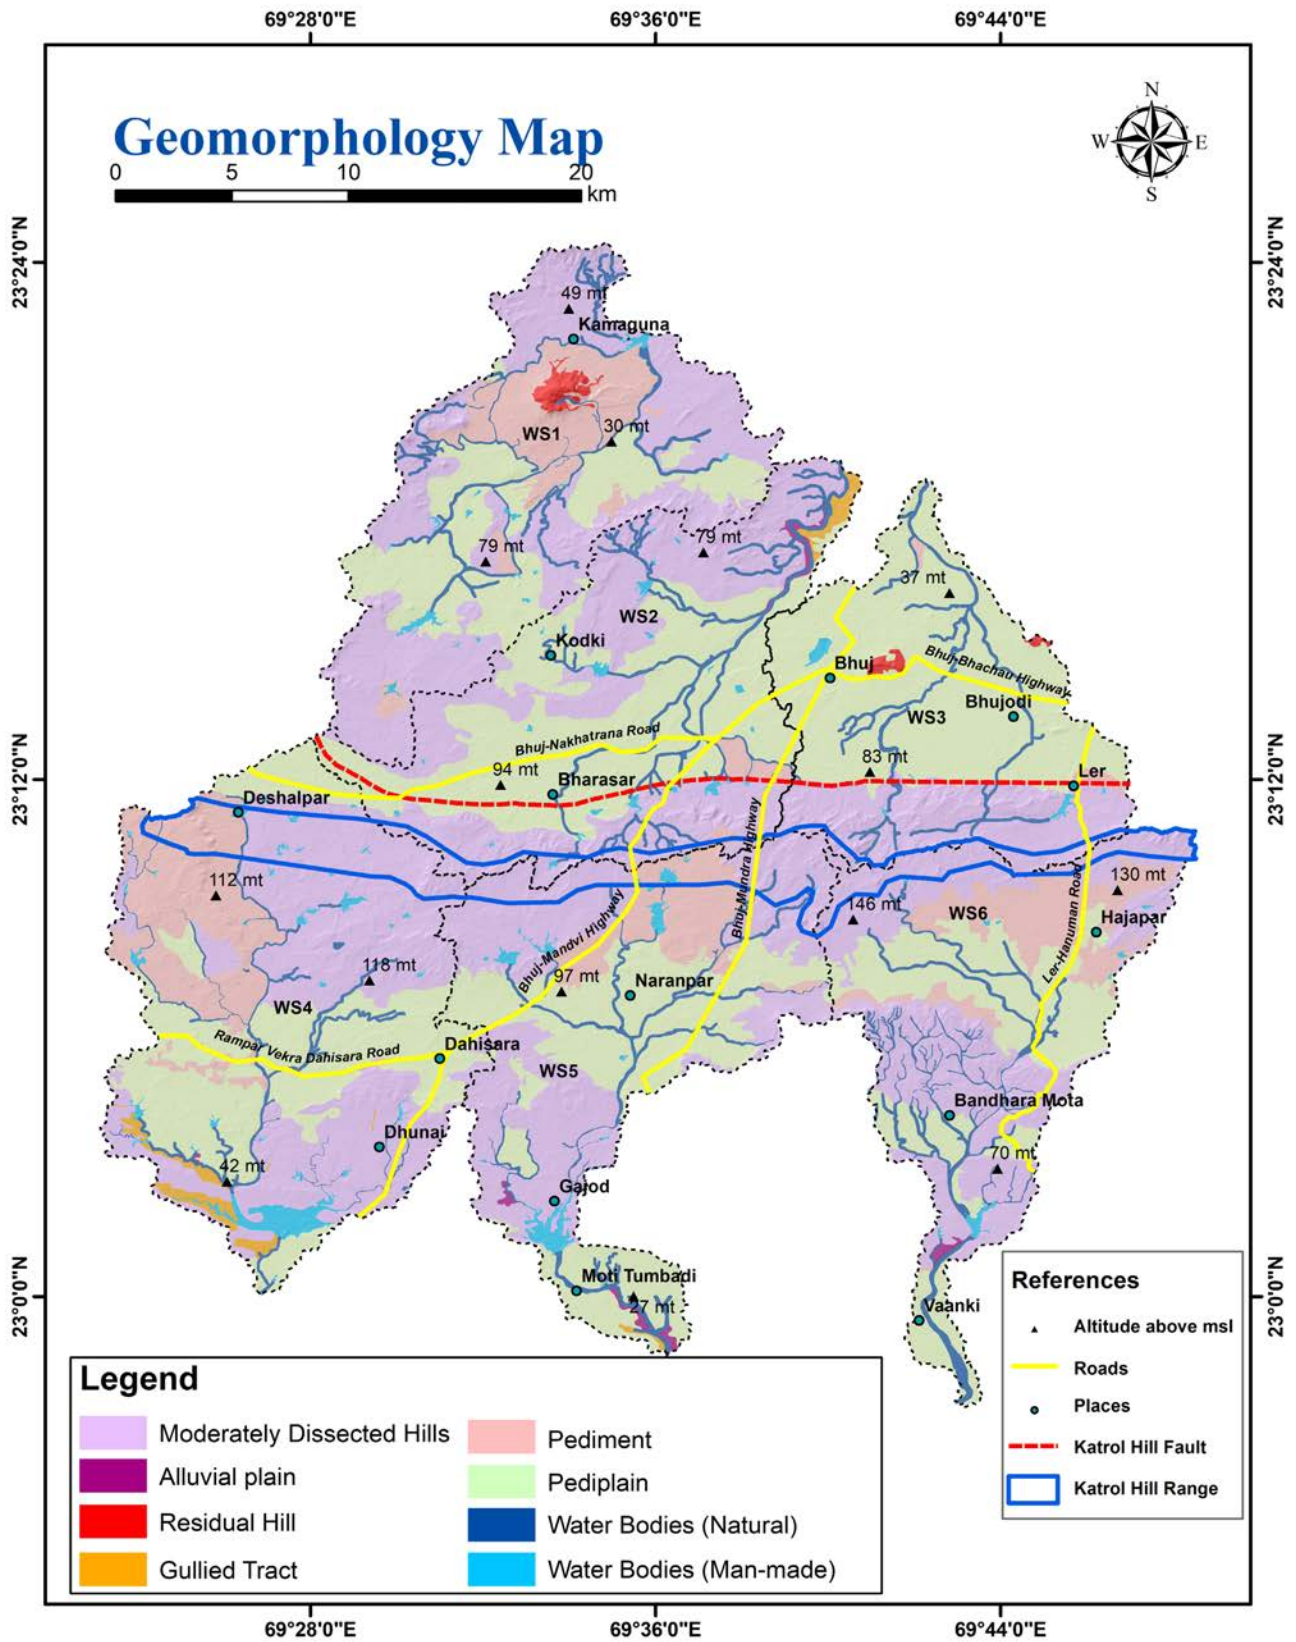 69°28'0"E
69°36'0"E
69°44'0"E
Geomorphology Map
0 5 10 20
km
N
W E
S
23°24'0"N
23°24'0"N
49 mt
Kamaguna
WS1
30 mt
79 mt
79 mt
37 mt
WS2
Kodki
Bhuj
Bhuj-Bhachau Highway
Bhujodi
WS3
Bhuj-Nakhatrana Road
83 mt
94 mt
Bharasar
Ler
23°12'0"N
23°12'0"N
Deshalpar
Bhuj-Mundra Highway
112 mt
130 mt
146 mt
WS6
Hajapar
Ler-Hanuman Road
Bhuj-Mandvi Highway
118 mt
97 mt
Naranpar
WS4
Rampar Vekra Dahisara Road
Dahisara
WS5
Bandhara Mota
Dhunai
70 mt
42 mt
Gajod
Moti Tumbadi
27 mt
Vaanki
23°0'0"N
23°0'0"N
References
Altitude above msl
Roads
Places
Katrol Hill Fault
Katrol Hill Range
Legend
Moderately Dissected Hills
Alluvial plain
Residual Hill
Gullied Tract
Pediment
Pediplain
Water Bodies (Natural)
Water Bodies (Man-made)
69°28'0"E
69°36'0"E
69°44'0"E